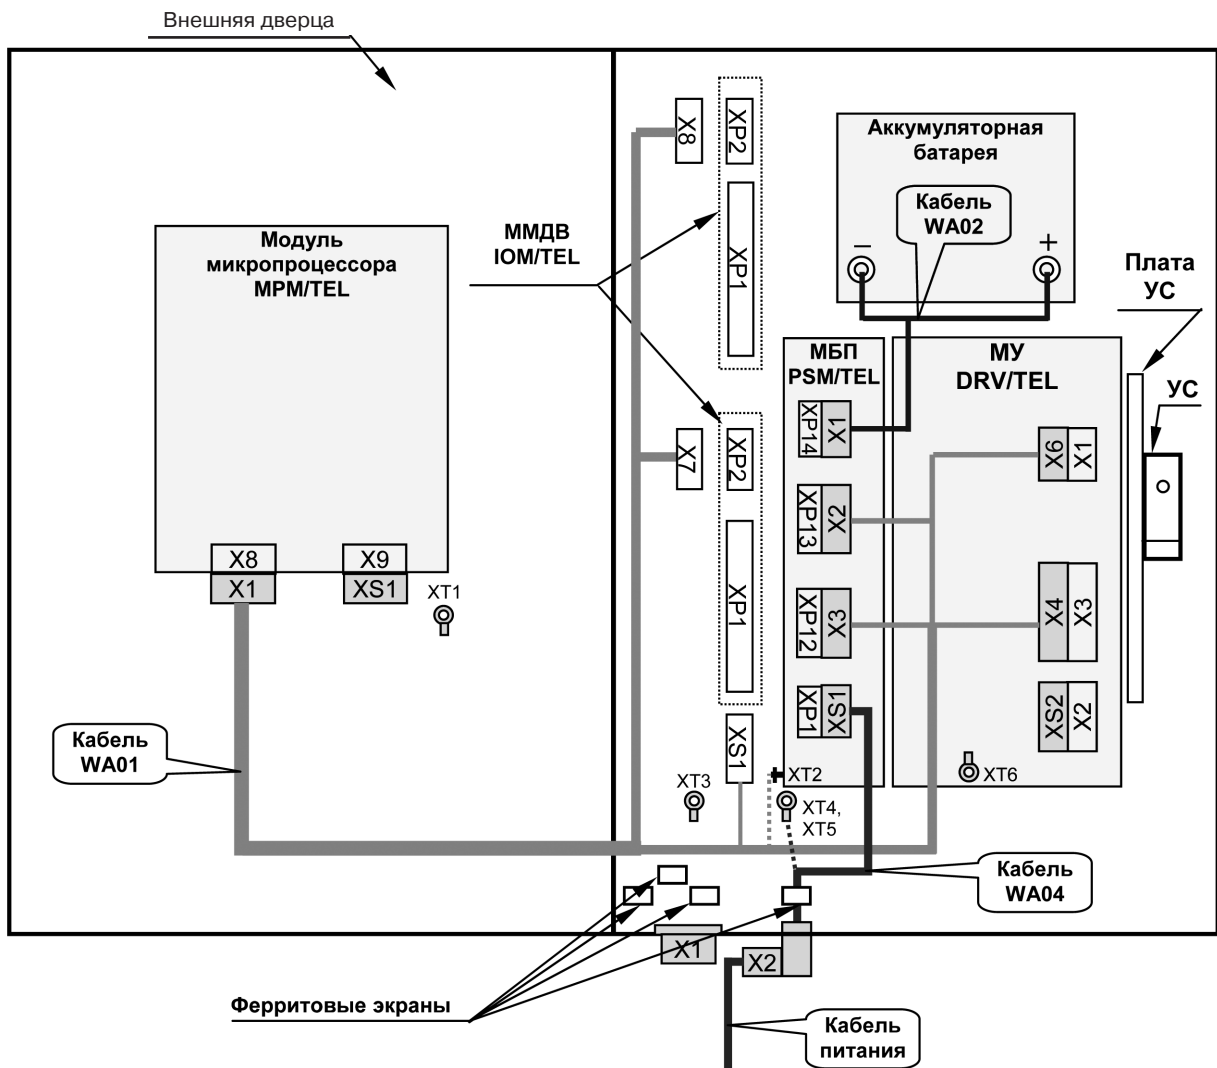 Внешняя дверца
X8
XP2
Аккумуляторная
батарея
Кабель
WA02
–
+
Модуль
микропроцессора
MPM/TEL
ММДВ
IOM/TEL
XP1
Плата
УС
МБП
PSM/TEL
МУ
DRV/TEL
УС
XP14
X1
X6
X1
X7
XP2
XP13
X2
X8
X9
X1
XS1
XT1
XP1
XP12
X3
X4
X3
XP1
XS1
XS2
X2
Кабель
WA01
XS1
XT3
XT2
XT6
XT4,
XT5
Кабель
WA04
X1
X2
Ферритовые экраны
Кабель
питания